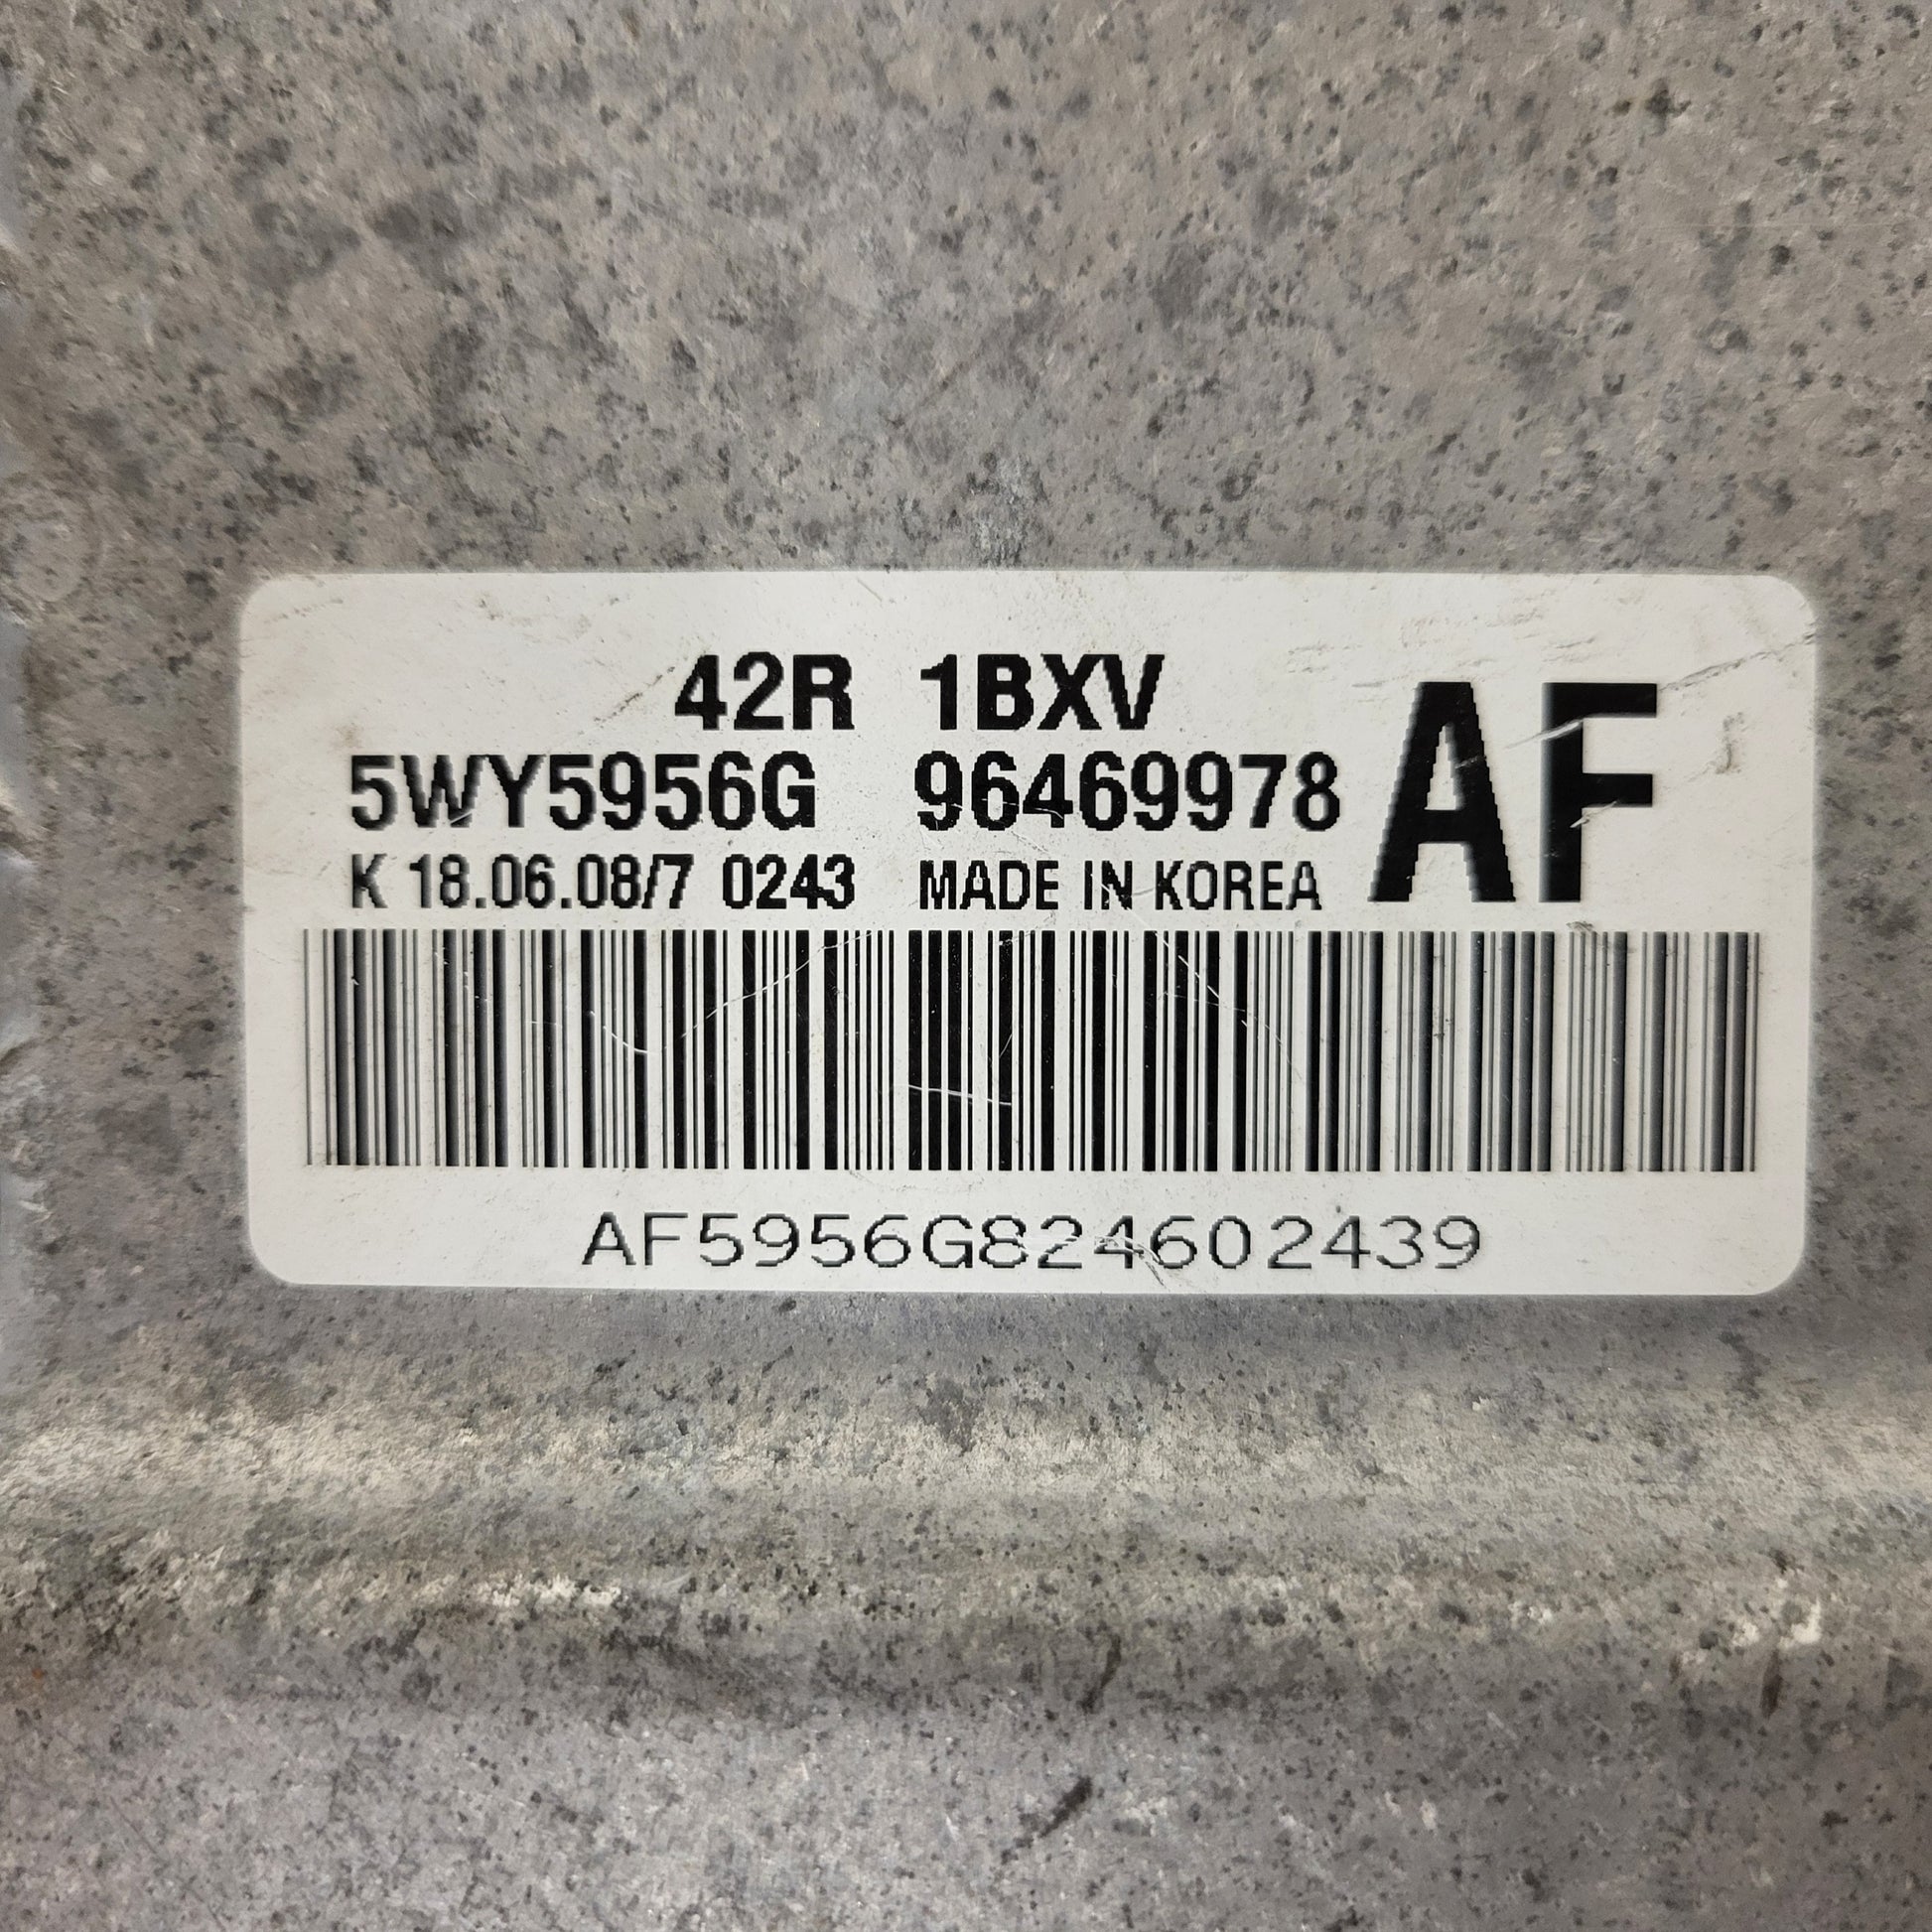 42R 1BXV
5WY5956G 96469978 AF
K 18.06.08/7 0243 MADE IN KOREA
AF5956G824602439